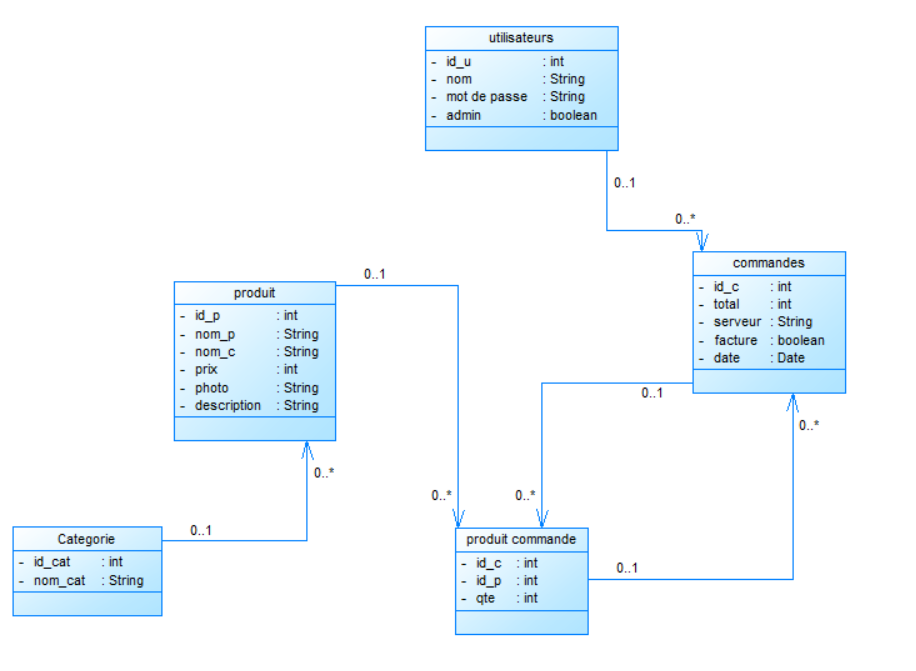 utilisateurs
- id_u : int
- nom : String
- mot de passe : String
- admin : boolean
0..1
0..*
commandes
- id_c : int
- total : int
- serveur : String
- facture : boolean
- date : Date
0..1
produit
- id_p : int
- nom_p : String
- nom_c : String
- prix : int
- photo : String
- description : String
0..1
0..*
0..*
0..*
0..*
0..1
Categorie
- id_cat : int
- nom_cat : String
produit commande
- id_c : int
- id_p : int
- qte : int
0..1